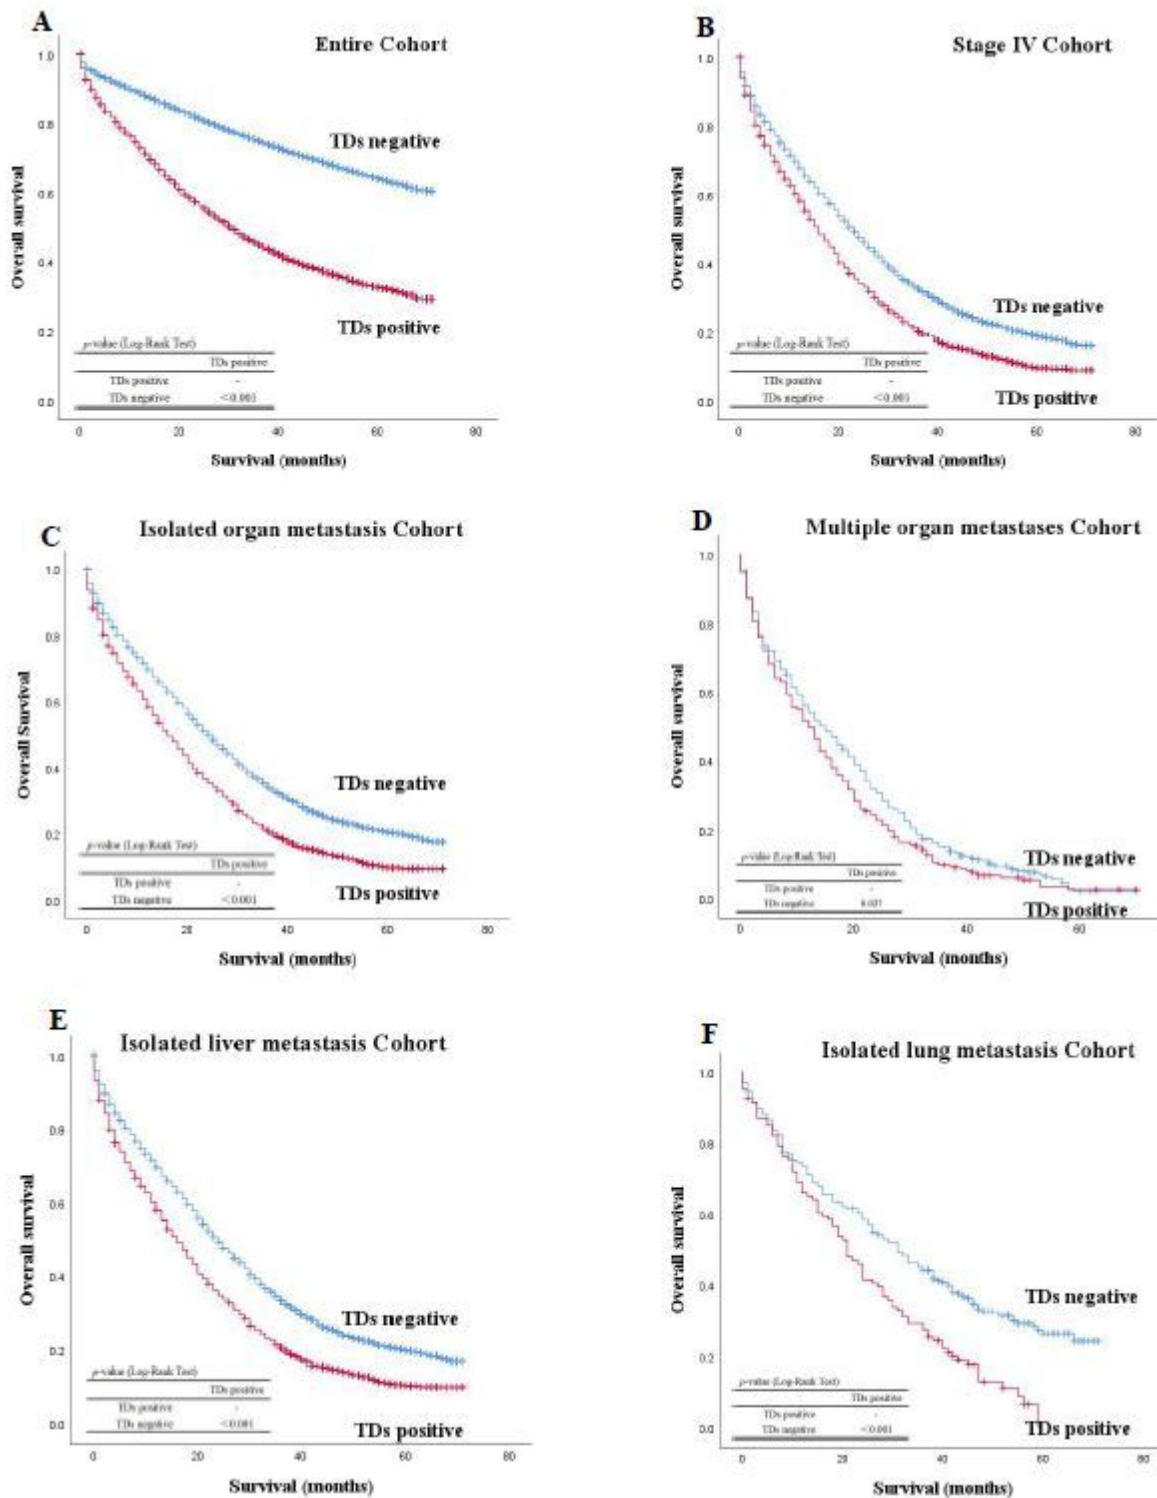 A
Entire Cohort
Overall survival
1.0
0.8
0.6
0.4
0.2
0.0
TDs negative
TDs positive
p-value (Log-Rank Test)
TDs positive
TDs positive -
TDs negative <0.001
0 20 40 60 80
Survival (months)
B
Stage IV Cohort
Overall survival
1.0
0.8
0.6
0.4
0.2
0.0
TDs negative
TDs positive
p-value (Log-Rank Test)
TDs positive
TDs positive -
TDs negative <0.001
0 20 40 60 80
Survival (months)
C
Isolated organ metastasis Cohort
Overall Survival
1.0
0.8
0.6
0.4
0.2
0.0
TDs negative
TDs positive
p-value (Log-Rank Test)
TDs positive
TDs positive -
TDs negative <0.001
0 20 40 60 80
Survival (months)
D
Multiple organ metastases Cohort
Overall survival
1.0
0.8
0.6
0.4
0.2
0.0
TDs negative
TDs positive
p-value (Log-Rank Test)
TDs positive
TDs positive -
TDs negative
0 20 40 60
Survival (months)
E
Isolated liver metastasis Cohort
Overall survival
1.0
0.8
0.6
0.4
0.2
0.0
TDs negative
TDs positive
p-value (Log-Rank Test)
TDs positive
TDs positive -
TDs negative <0.001
0 20 40 60 80
Survival (months)
F
Isolated lung metastasis Cohort
Overall survival
1.0
0.8
0.6
0.4
0.2
0.0
TDs negative
TDs positive
p-value (Log-Rank Test)
TDs positive
TDs positive -
TDs negative <0.001
0 20 40 60 80
Survival (months)